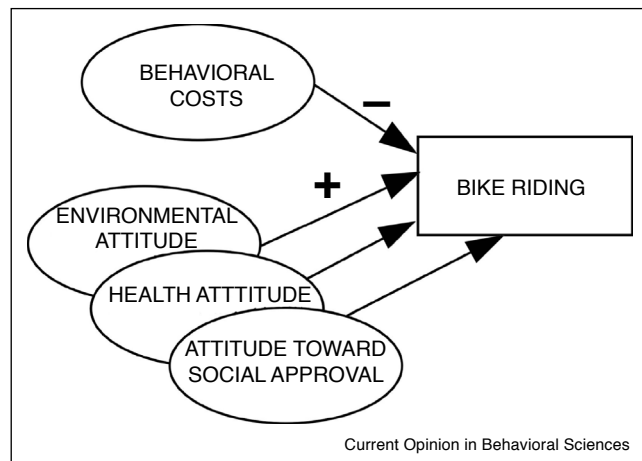 BEHAVIORAL
COSTS
−
BIKE RIDING
+
ENVIRONMENTAL
ATTITUDE
HEALTH ATTTITUDE
ATTITUDE TOWARD
SOCIAL APPROVAL
Current Opinion in Behavioral Sciences